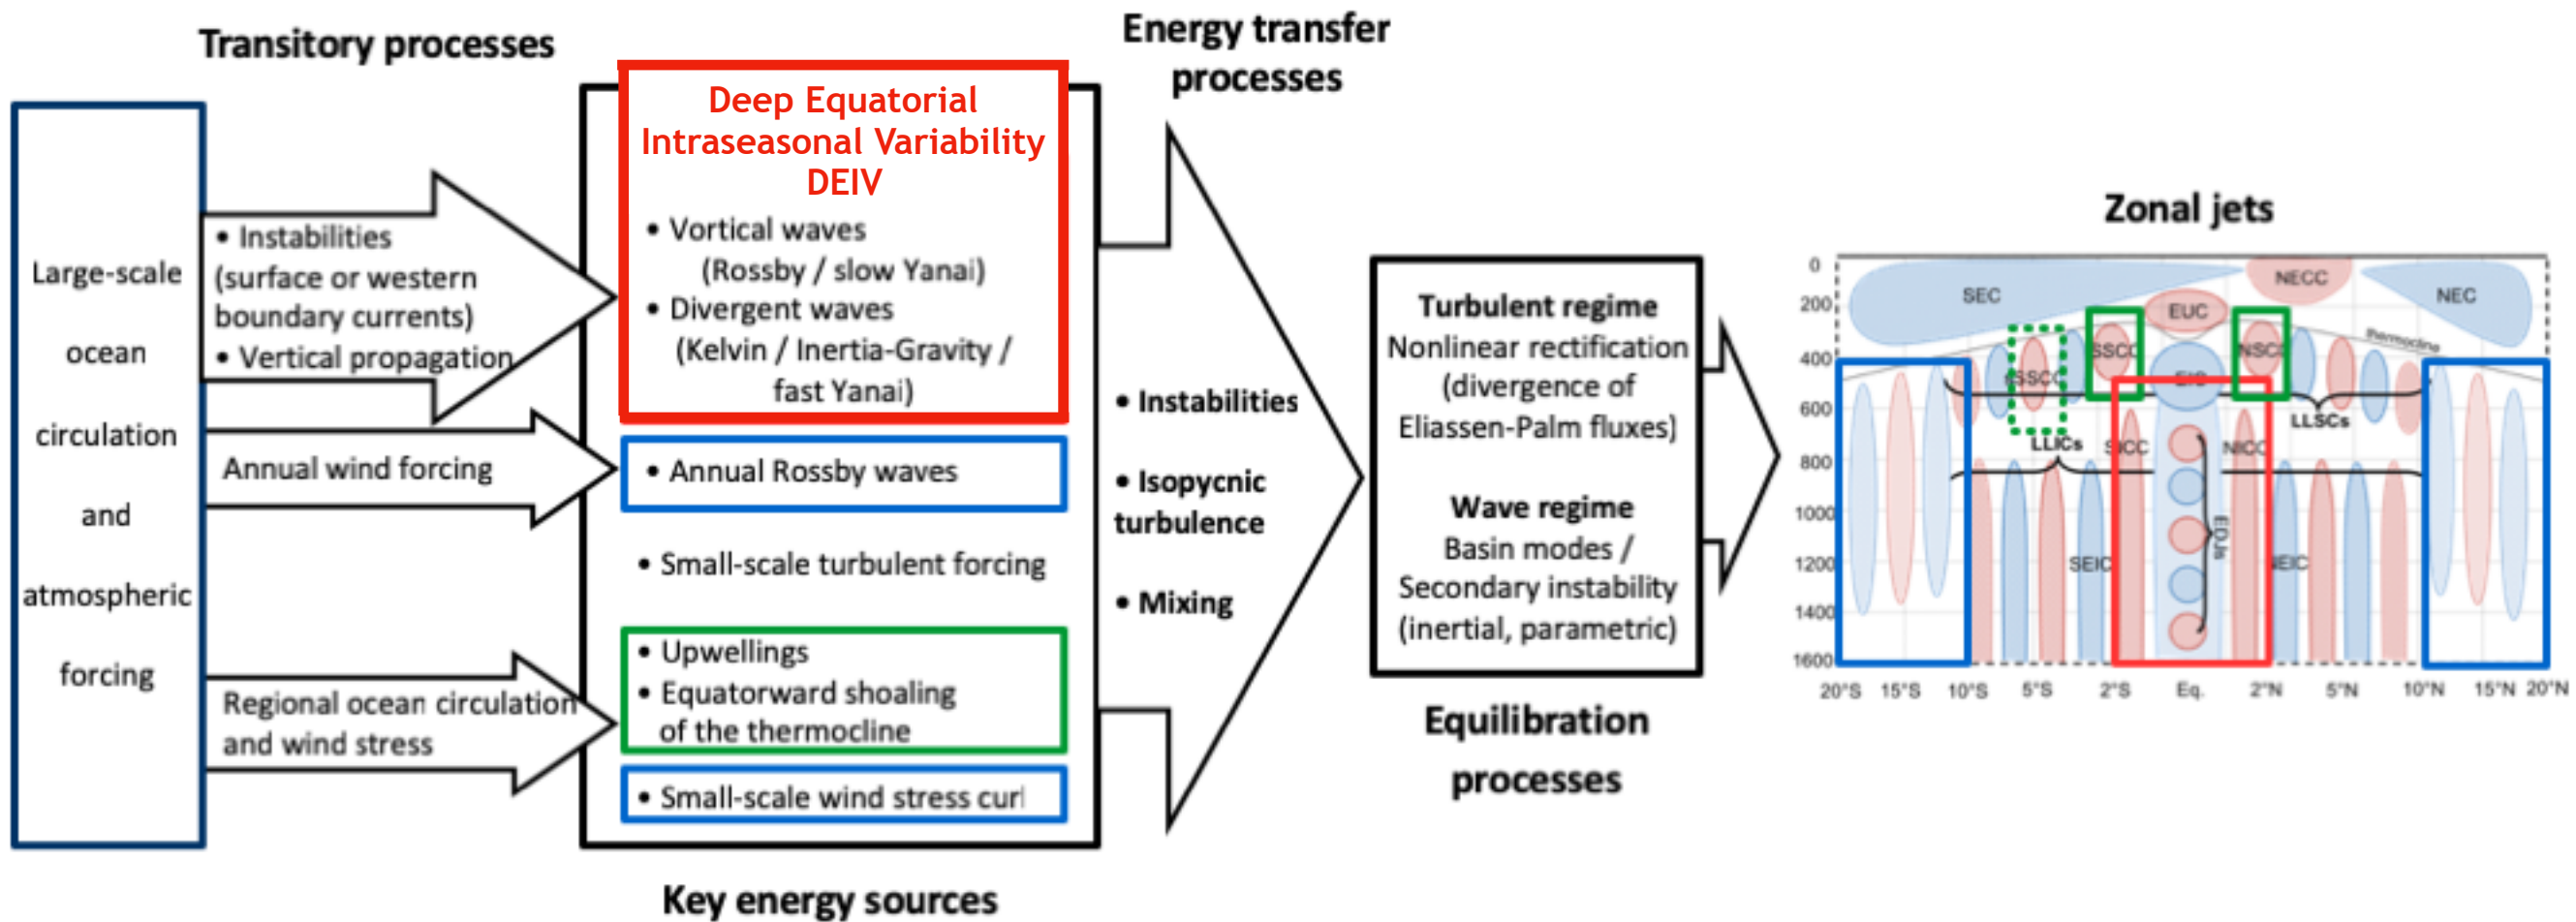 Transitory processes
Large-scale
ocean
circulation
and
atmospheric
forcing
• Instabilities
(surface or western
boundary currents)
• Vertical propagation
Annual wind forcing
Regional ocean circulation
and wind stress
Deep Equatorial
Intraseasonal Variability
DEIV
• Vortical waves
(Rossby / slow Yanai)
• Divergent waves
(Kelvin / Inertia-Gravity /
fast Yanai)
• Annual Rossby waves
• Small-scale turbulent forcing
• Upwellings
• Equatorward shoaling
of the thermocline
• Small-scale wind stress curl
Key energy sources
Energy transfer
processes
• Instabilities
• Isopycnic
turbulence
• Mixing
Turbulent regime
Nonlinear rectification
(divergence of
Eliassen-Palm fluxes)
Wave regime
Basin modes /
Secondary instability
(inertial, parametric)
Equilibration
processes
Zonal jets
0
200
400
600
800
1000
1200
1400
1600
SEC
NECC
NEC
EUC
thermocline
SSCC
NSCC
sSSCC
EIC
LLSCs
LLICs
SICC
NICC
EDJs
SEIC
NEIC
20°S 15°S 10°S 5°S 2°S Eq. 2°N 5°N 10°N 15°N 20°N